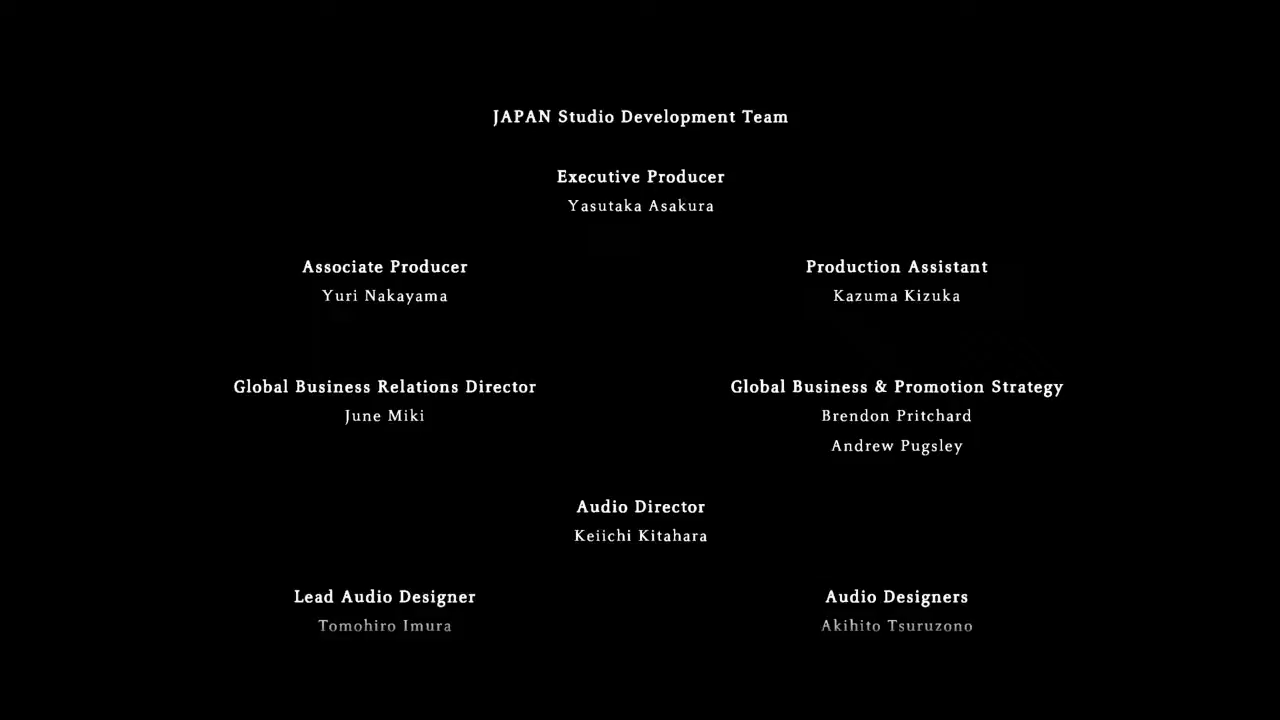 JAPAN Studio Development Team
Executive Producer
Yasutaka Asakura
Associate Producer
Yuri Nakayama
Production Assistant
Kazuma Kizuka
Global Business Relations Director
June Miki
Global Business & Promotion Strategy
Brendon Pritchard
Andrew Pugsley
Audio Director
Keiichi Kitahara
Lead Audio Designer
Tomohiro Imura
Audio Designers
Akihito Tsuruzono